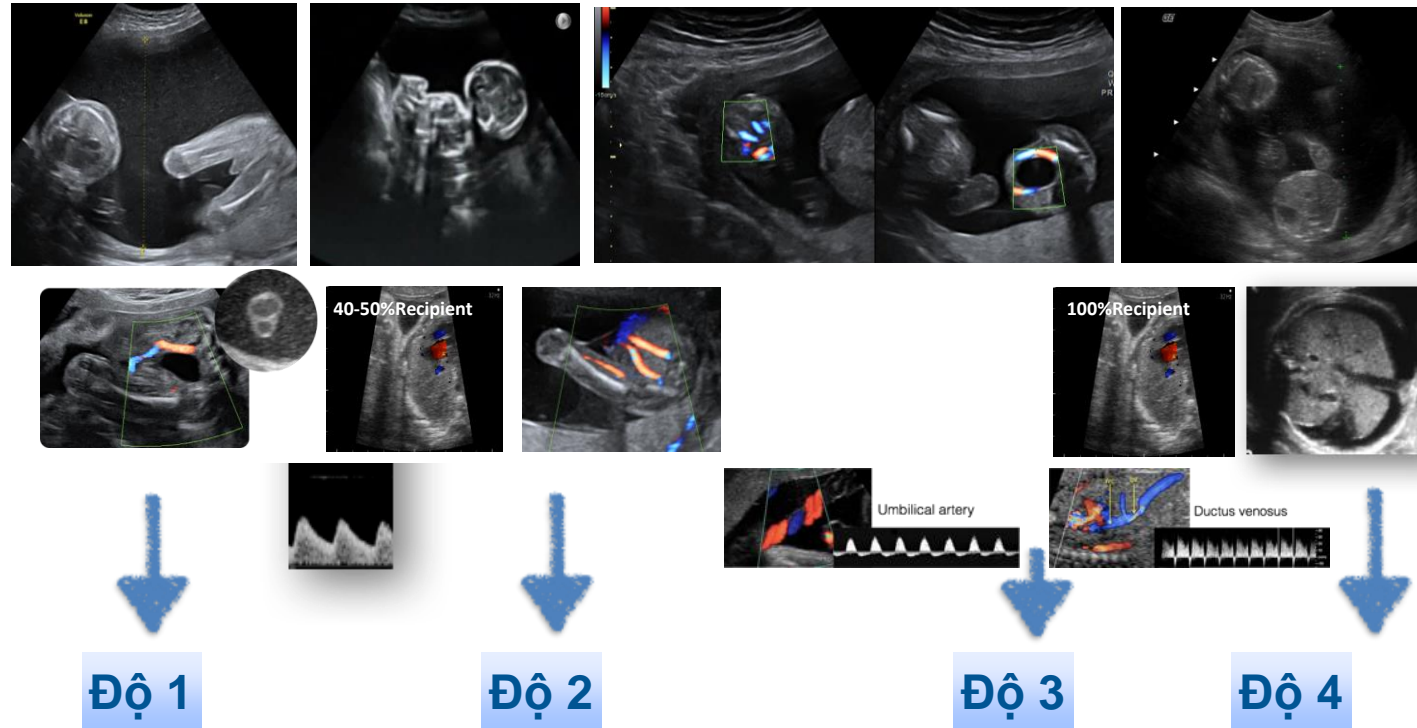 40-50%Recipient
100%Recipient
Umbilical artery
Ductus venosus
Độ 1
Độ 2
Độ 3
Độ 4